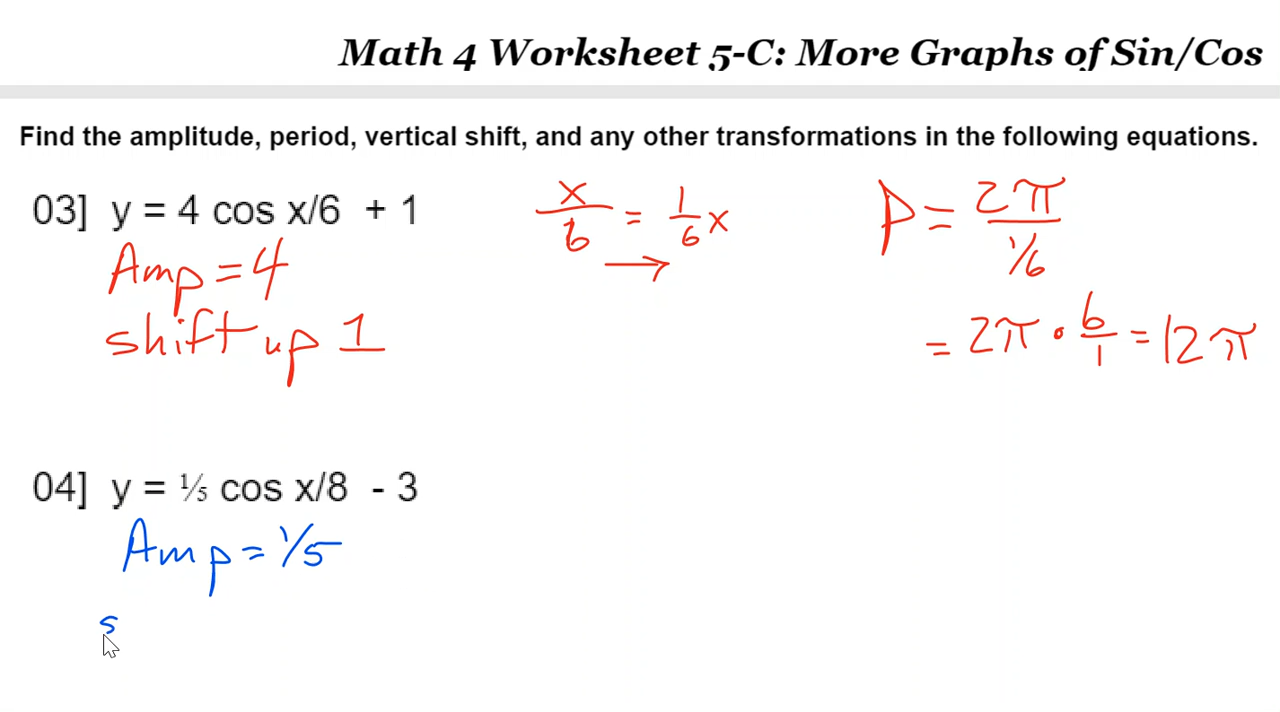 Math 4 Worksheet 5-C: More Graphs of Sin/Cos
Find the amplitude, period, vertical shift, and any other transformations in the following equations.
03] y = 4 cos x/6 + 1
Amp = 4
shift up 1
x/6 = 1/6 x
→
P = 2π / 1/6
= 2π • 6/1 = 12π
04] y = ⅕ cos x/8 - 3
Amp = 1/5
s